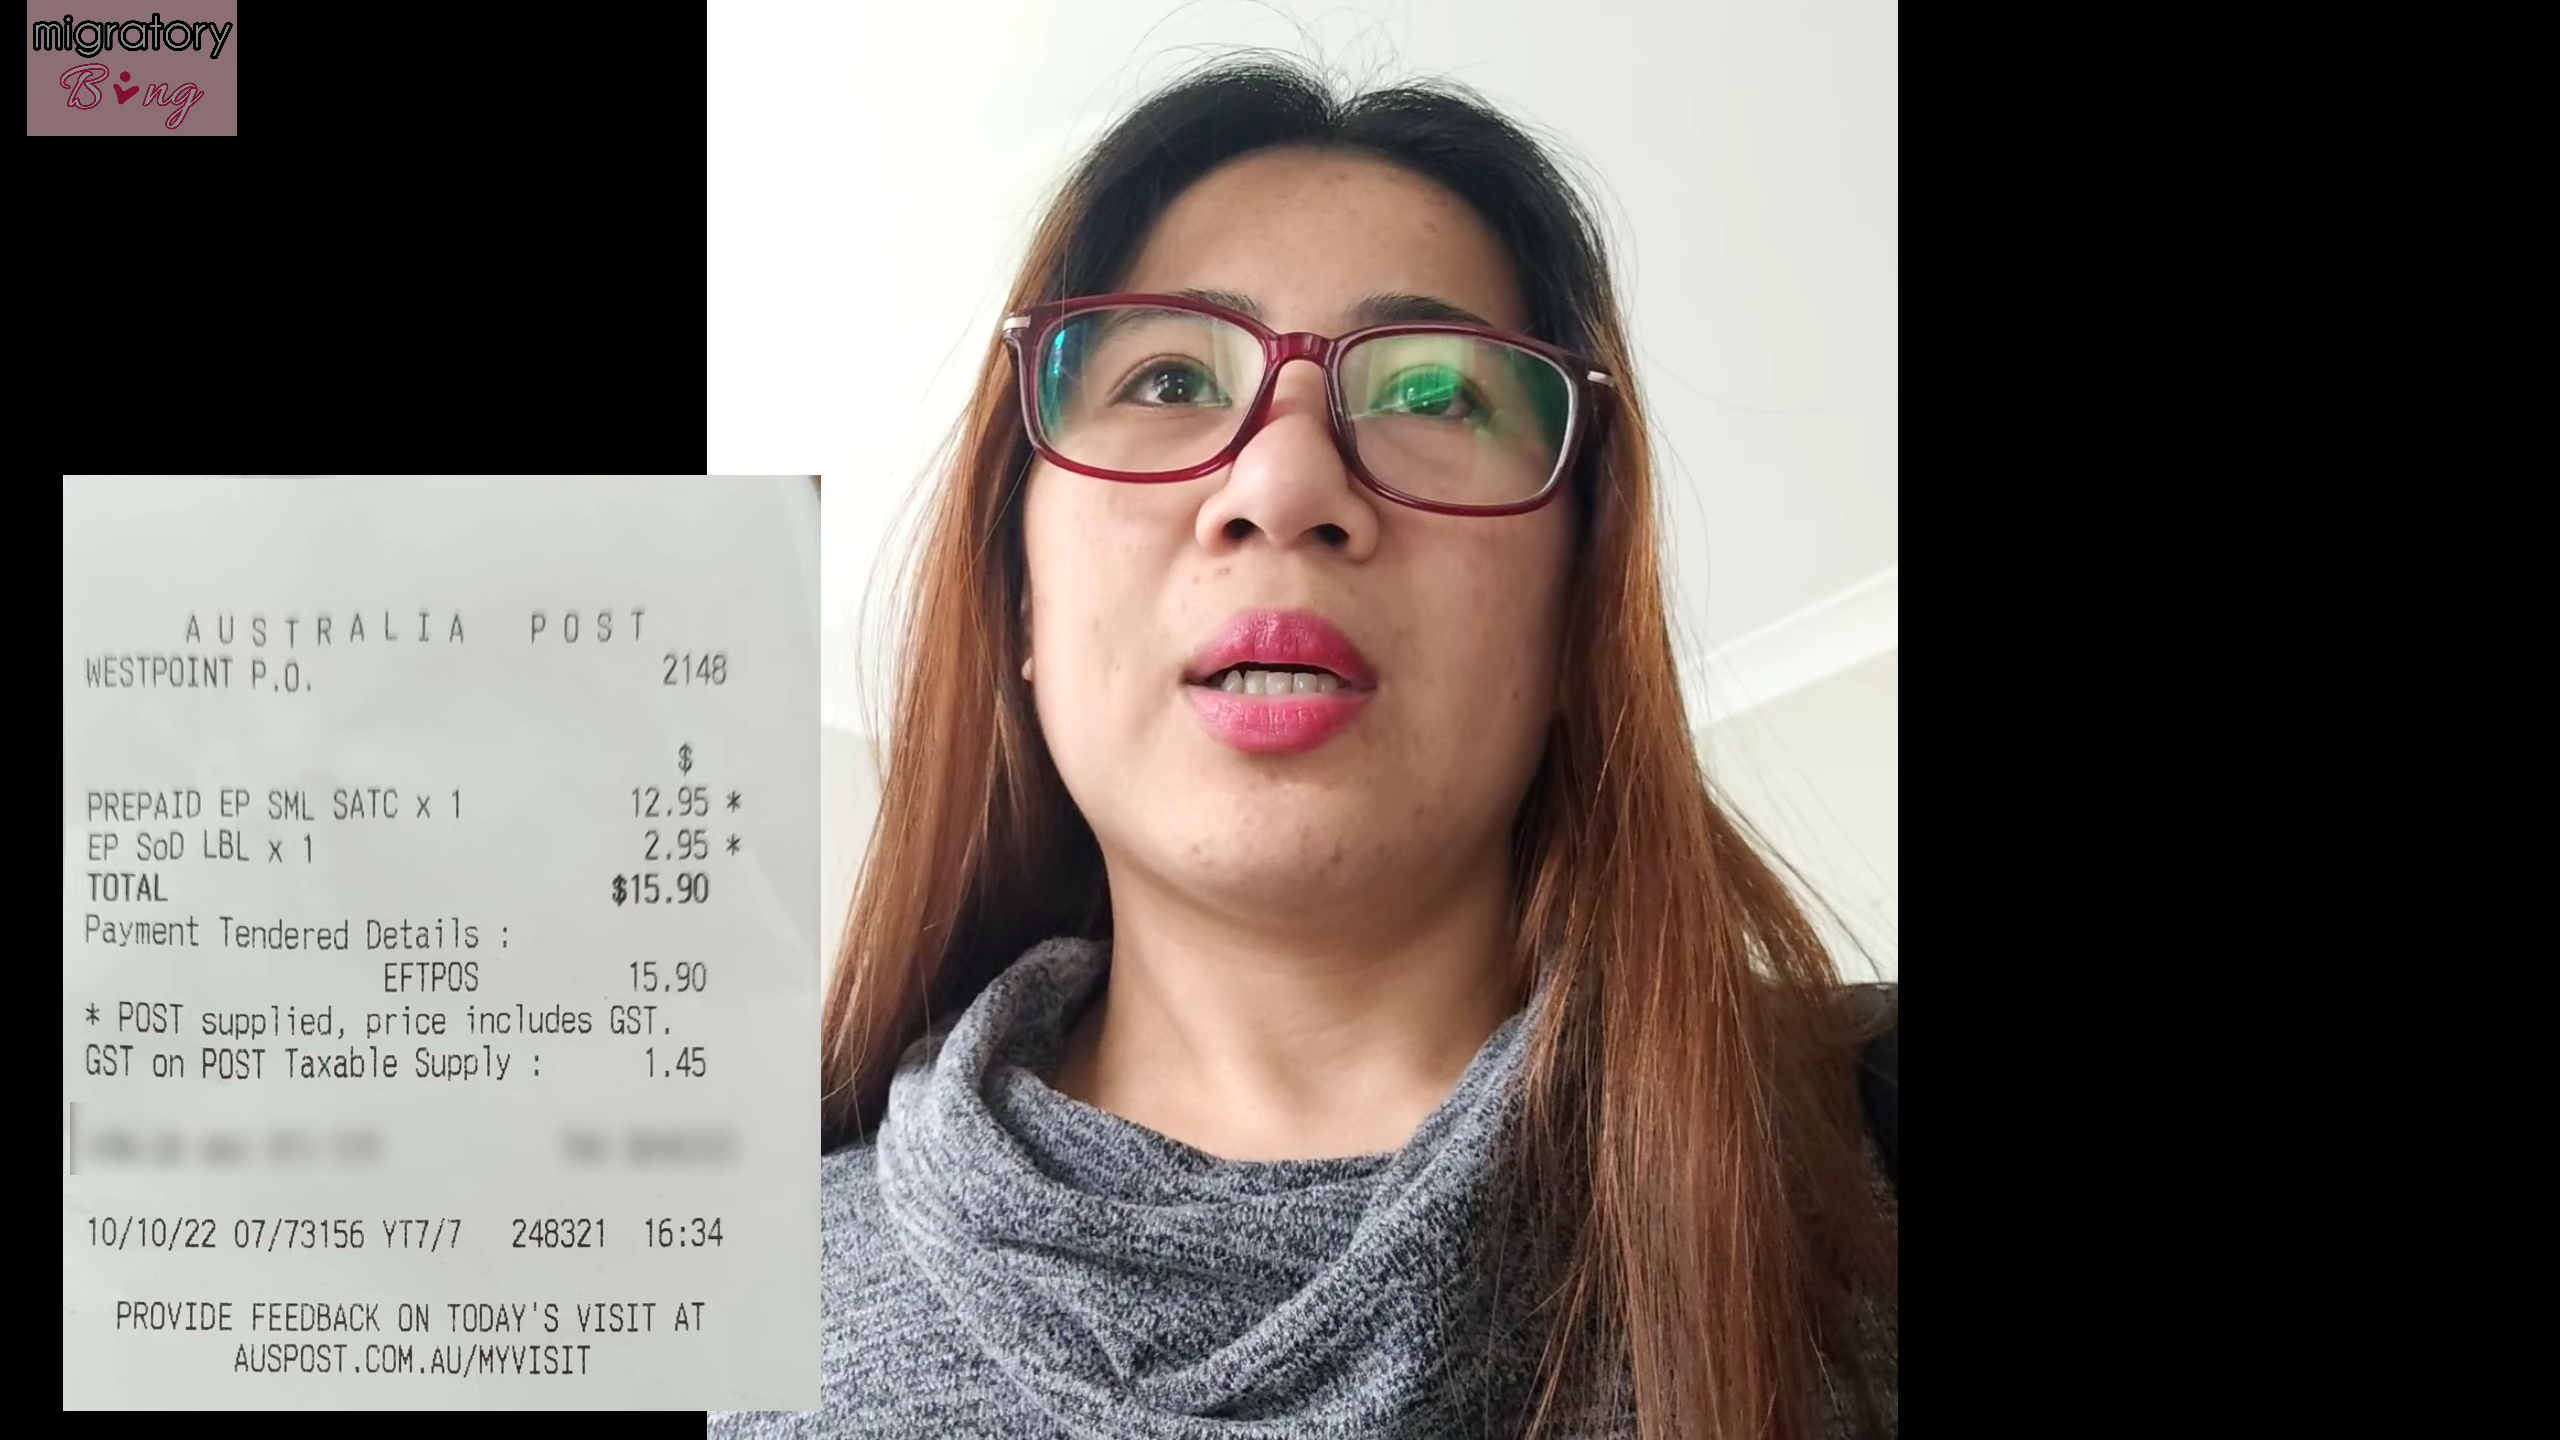 migratory
Bing
AUSTRALIA POST
WESTPOINT P.O. 2148
$
PREPAID EP SML SATC x 1 12.95 *
EP SoD LBL x 1 2.95 *
TOTAL $15.90
Payment Tendered Details :
EFTPOS 15.90
* POST supplied, price includes GST.
GST on POST Taxable Supply : 1.45
10/10/22 07/73156 YT7/7 248321 16:34
PROVIDE FEEDBACK ON TODAY'S VISIT AT
AUSPOST.COM.AU/MYVISIT